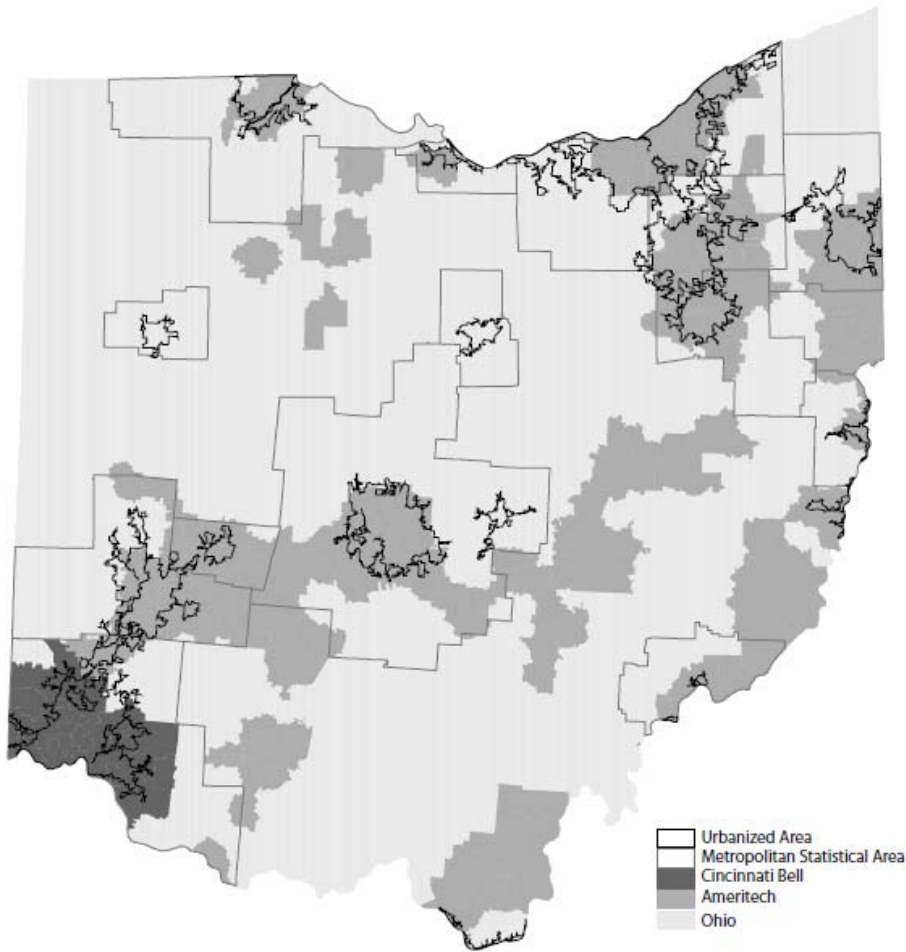 Urbanized Area
Metropolitan Statistical Area
Cincinnati Bell
Ameritech
Ohio